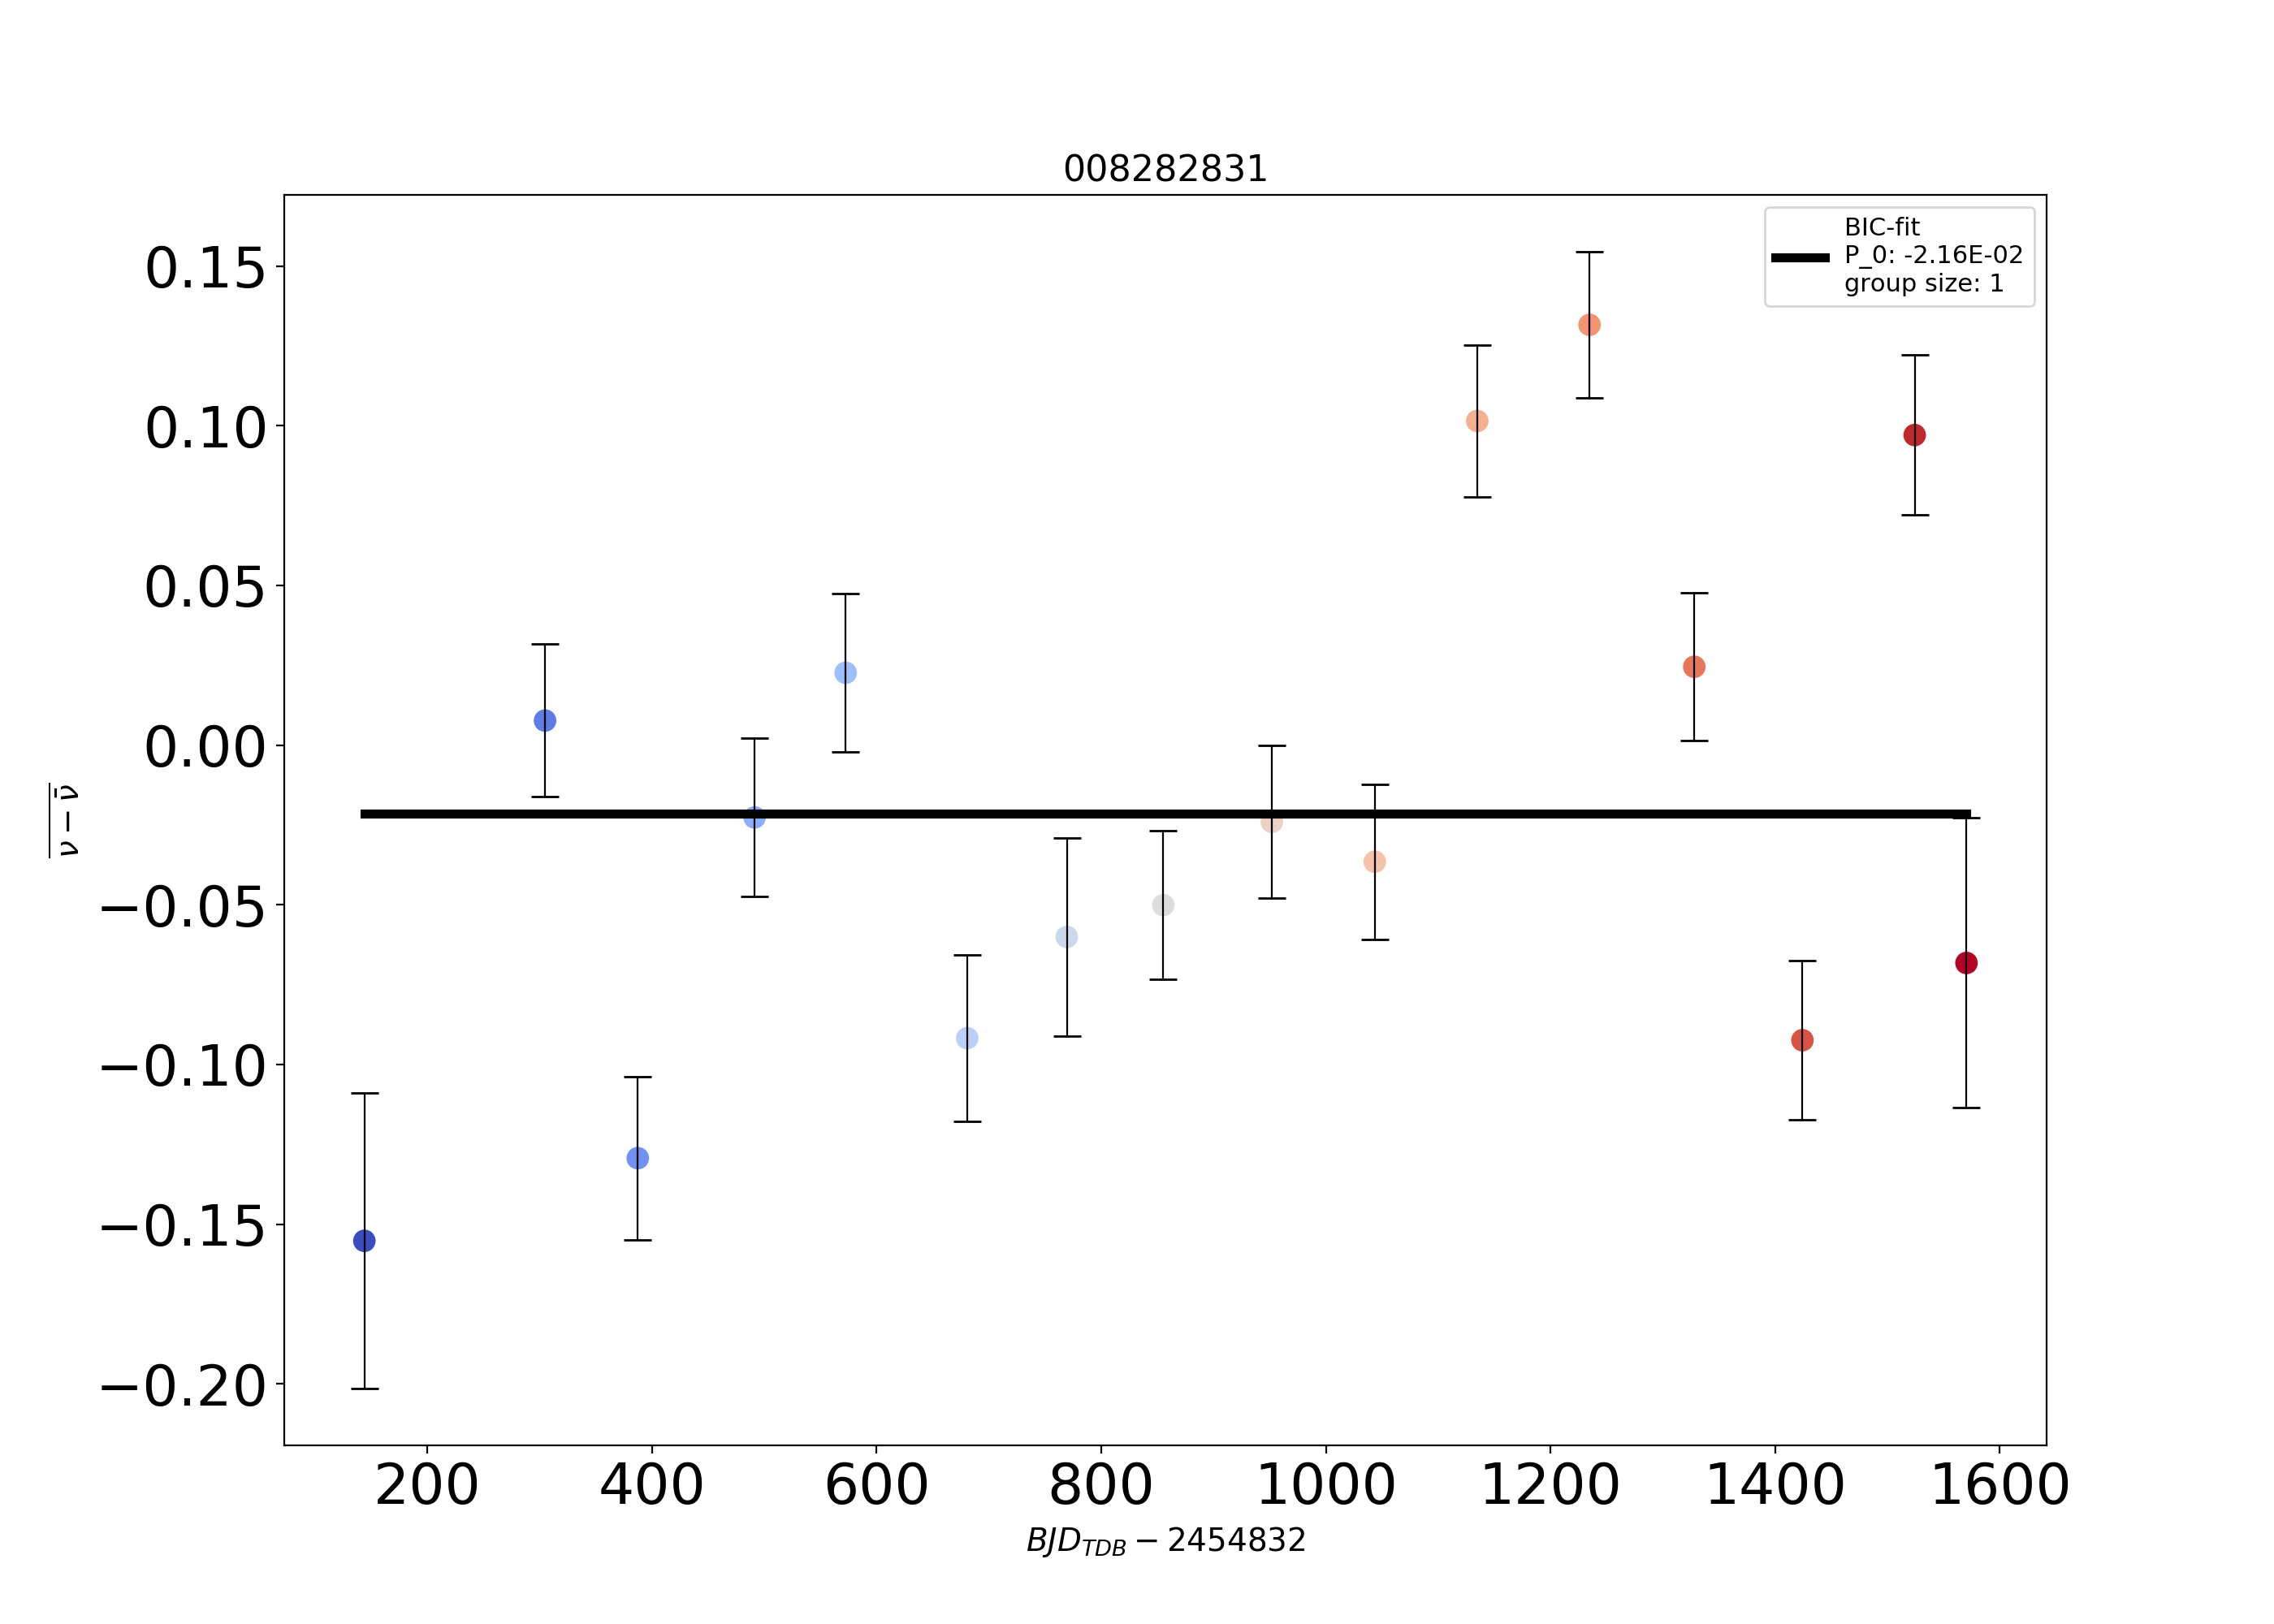 008282831
BIC-fit
P_0: -2.16E-02
group size: 1
0.15
0.10
0.05
0.00
−0.05
−0.10
−0.15
−0.20
ν − ν̄
200 400 600 800 1000 1200 1400 1600
BJD_TDB − 2454832